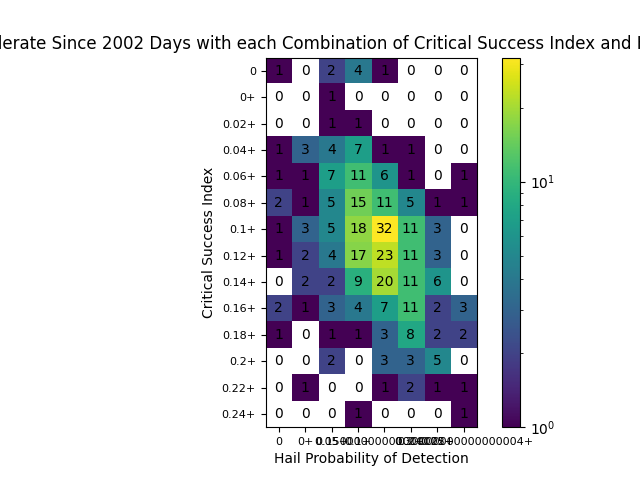 lerate Since 2002 Days with each Combination of Critical Success Index and
0 1 0 2 4 1 0 0 0
0+ 0 0 1 0 0 0 0 0
0.02+ 0 0 1 1 0 0 0 0
0.04+ 1 3 4 7 1 1 0 0
0.06+ 1 1 7 11 6 1 0 1
0.08+ 2 1 5 15 11 5 1 1
0.1+ 1 3 5 18 32 11 3 0
0.12+ 1 2 4 17 23 11 3 0
0.14+ 0 2 2 9 20 11 6 0
0.16+ 2 1 3 4 7 11 2 3
0.18+ 1 0 1 1 3 8 2 2
0.2+ 0 0 2 0 3 3 5 0
0.22+ 0 1 0 0 1 2 1 1
0.24+ 0 0 0 1 0 0 0 1
0 0+
Hail Probability of Detection
Critical Success Index
10¹
10⁰